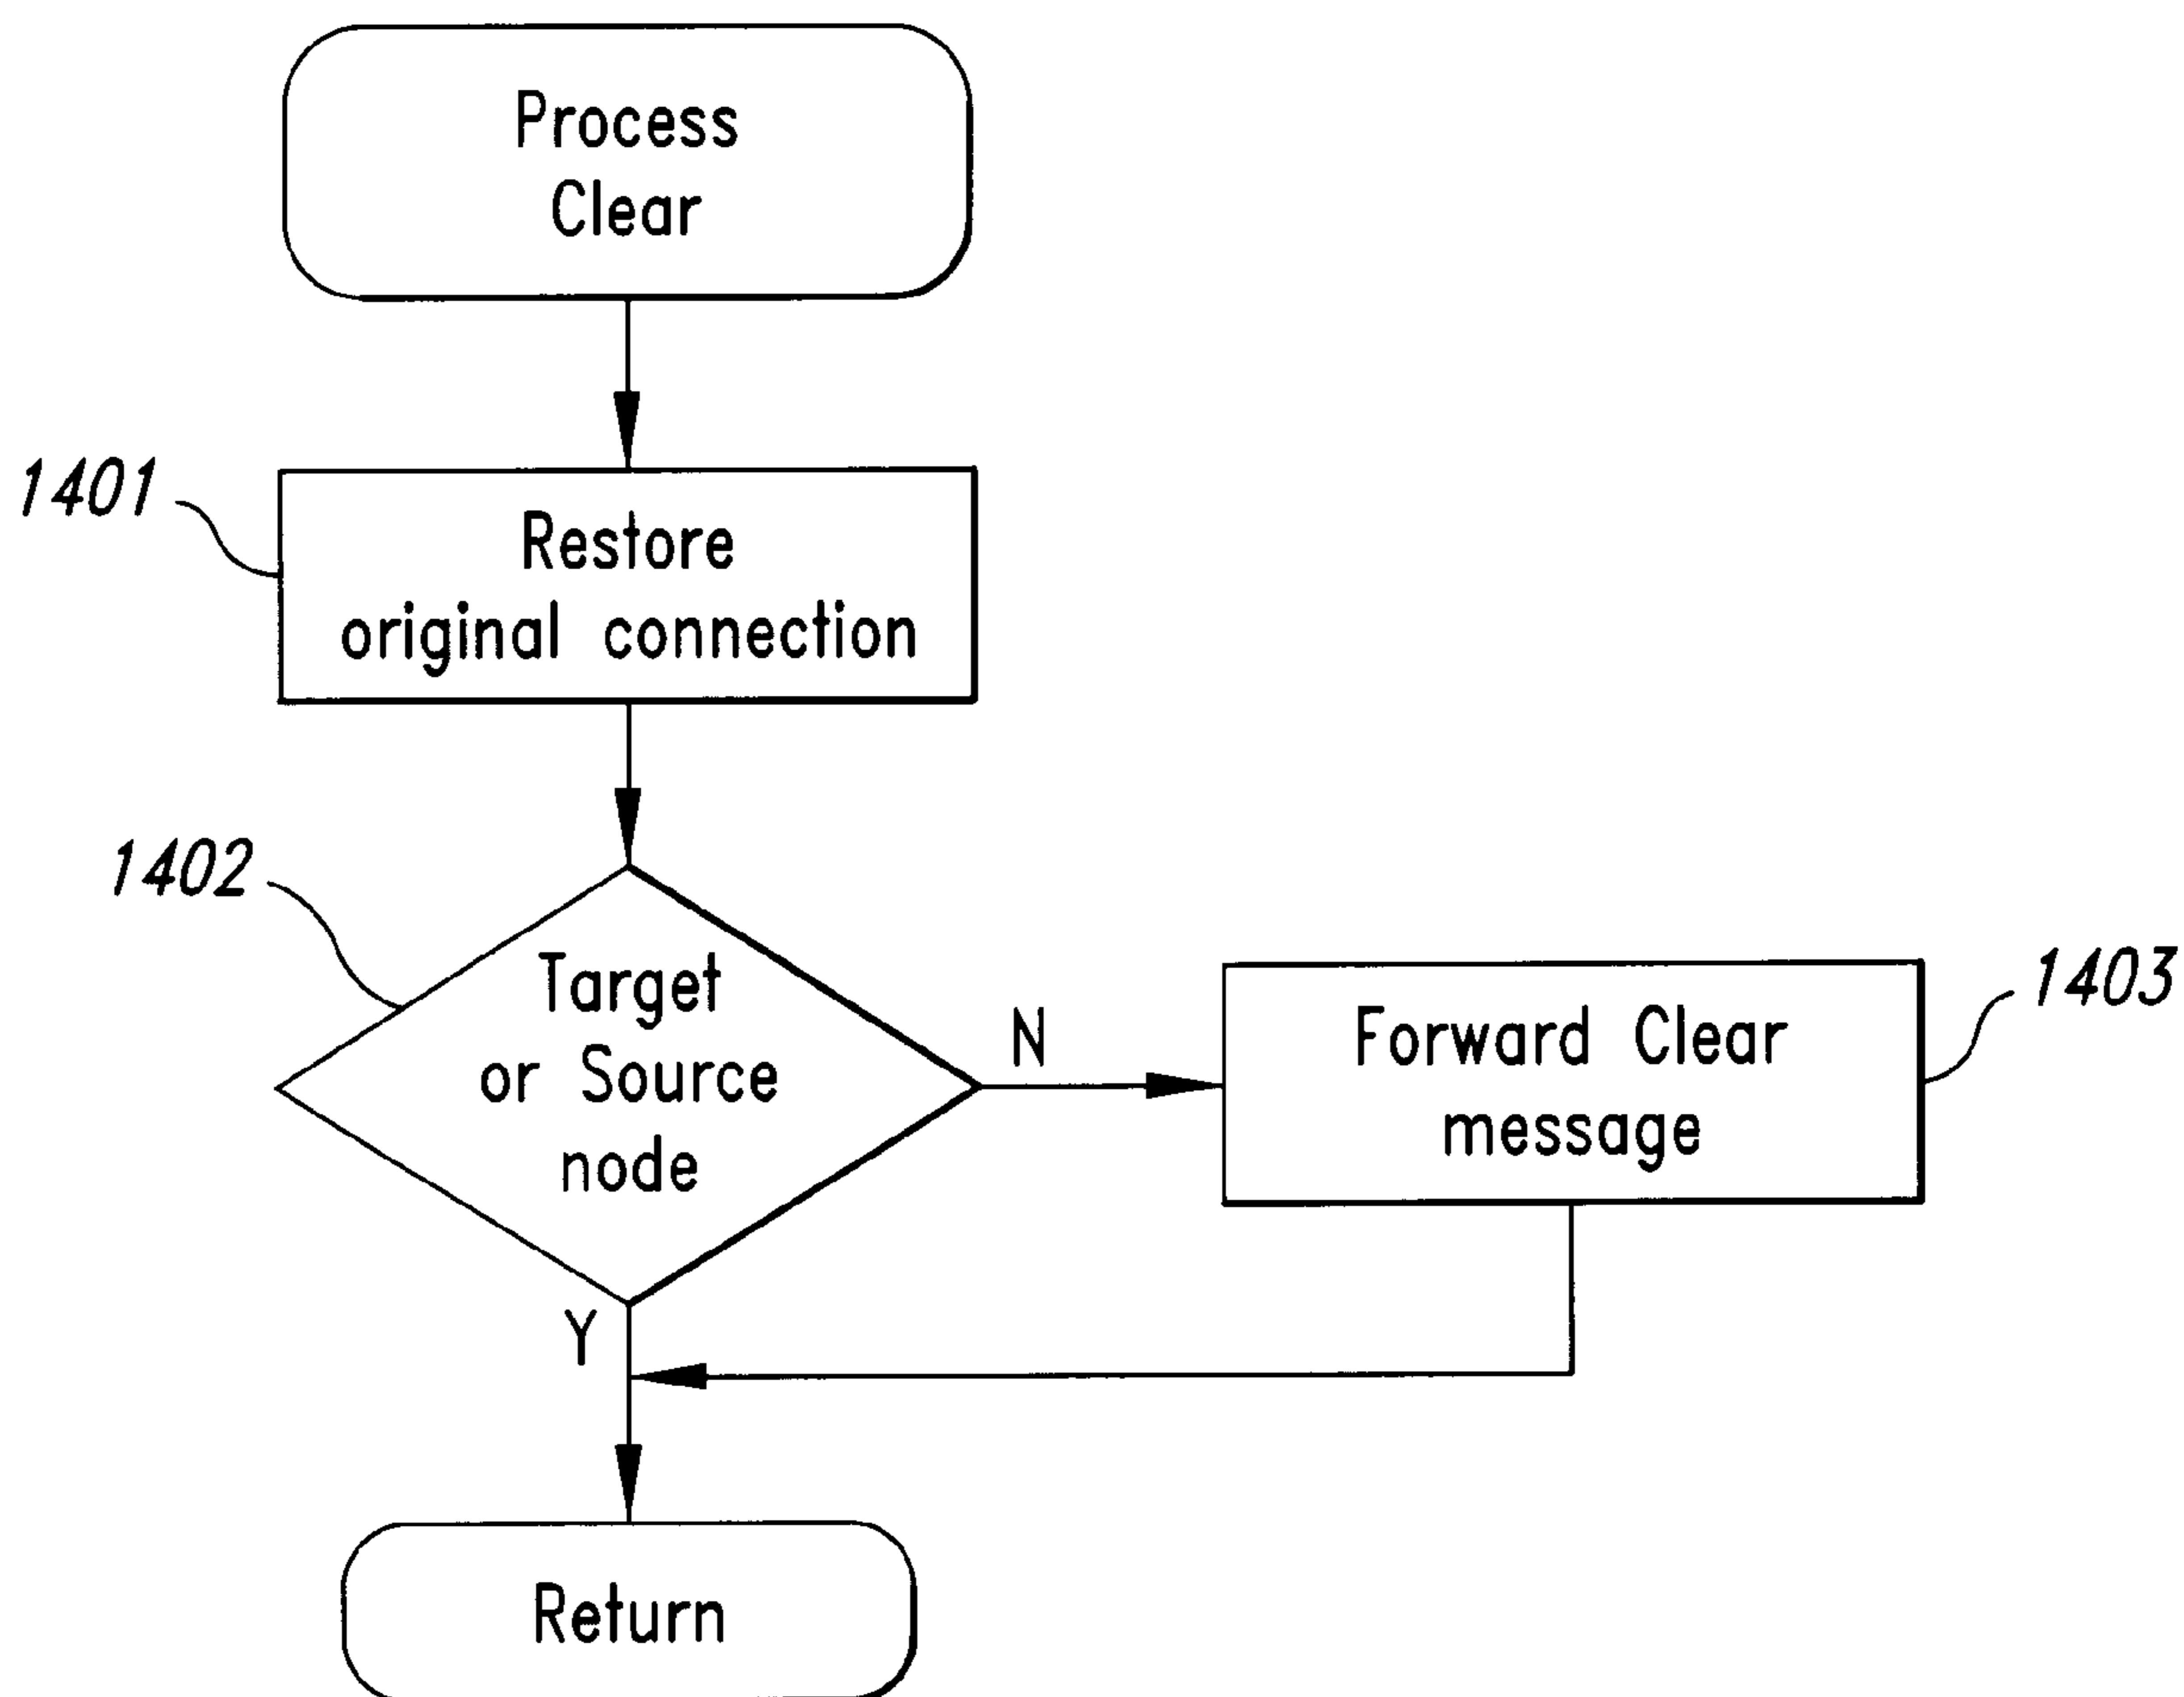 Process
Clear
1401
Restore
original connection
1402
Target
or Source
node
N
Forward Clear
message
1403
Y
Return